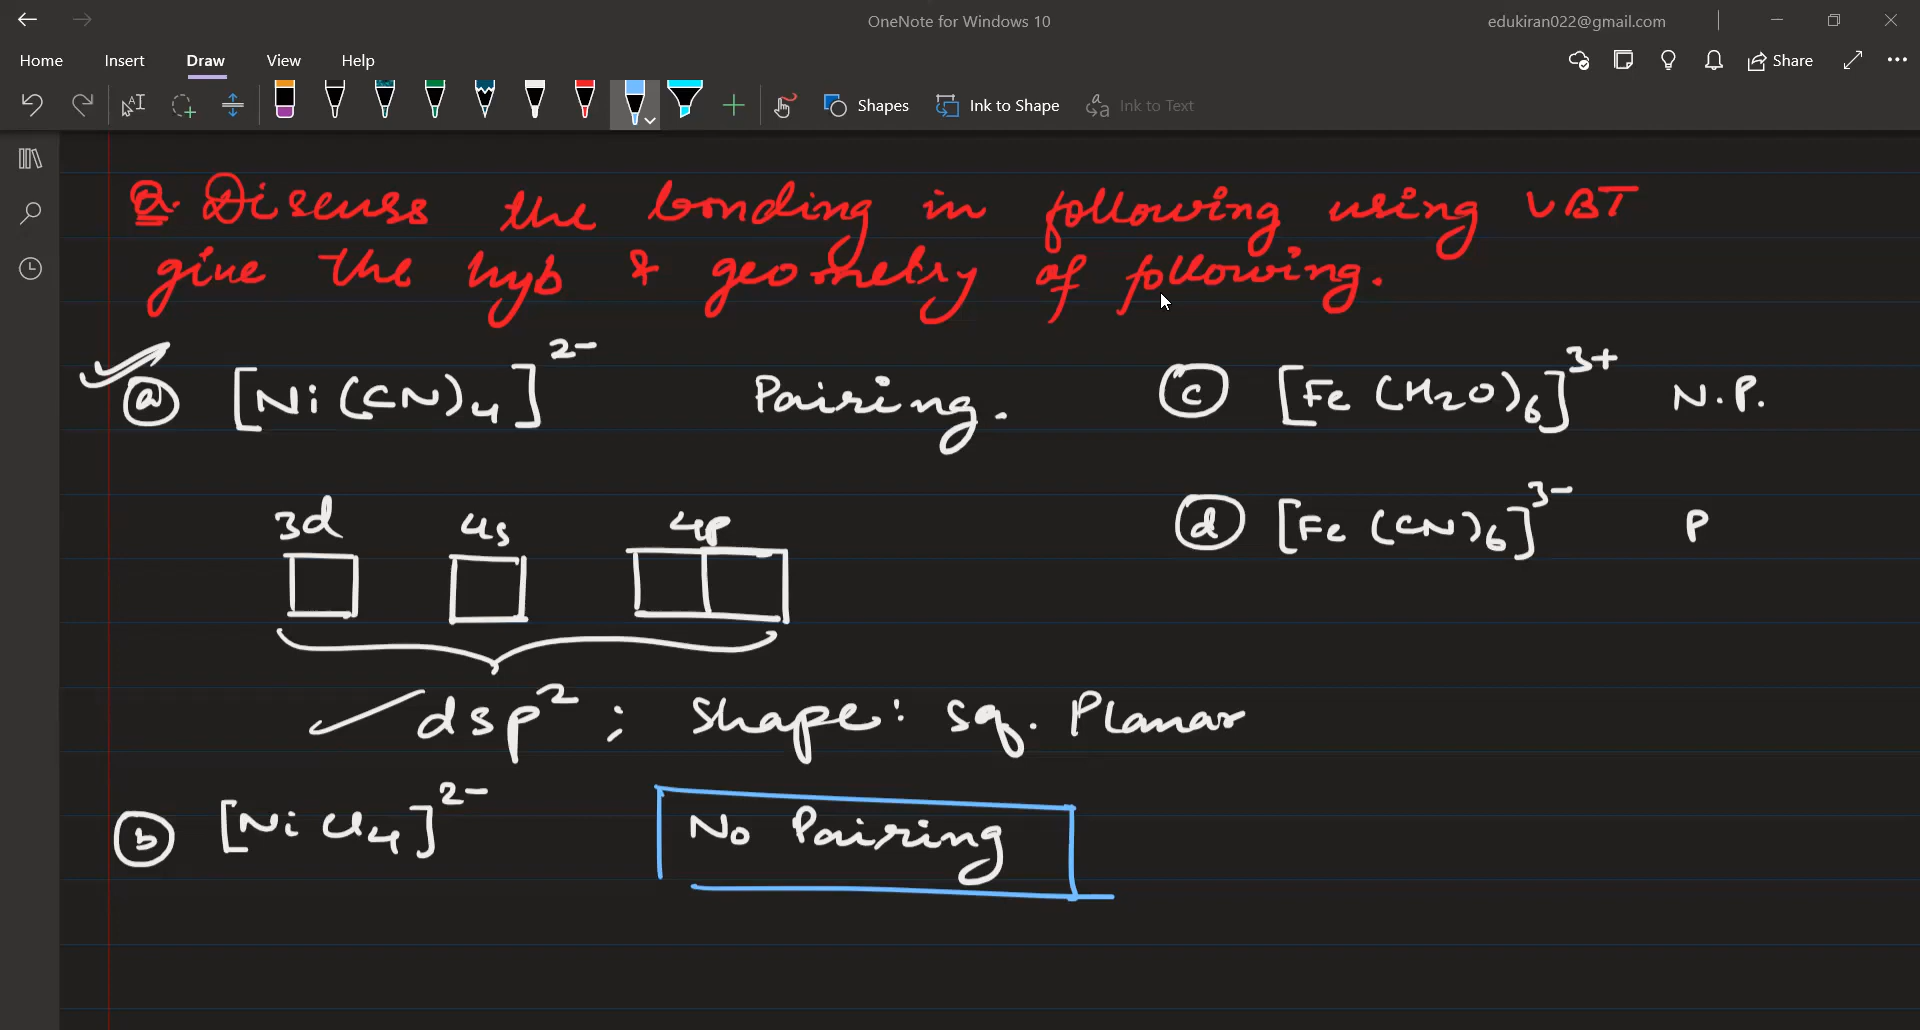 OneNote for Windows 10
edukiran022@gmail.com
Home Insert Draw View Help
Share
Shapes Ink to Shape Ink to Text
Q. Discuss the bonding in following using VBT
give the hyb & geometry of following.
(a) [Ni(CN)4]²⁻ Pairing.
(c) [Fe(H2O)6]³⁺ N.P.
(d) [Fe(CN)6]³⁻ P
3d 4s 4p
dsp² ; Shape: Sq. Planar
(b) [NiCl4]²⁻ No Pairing